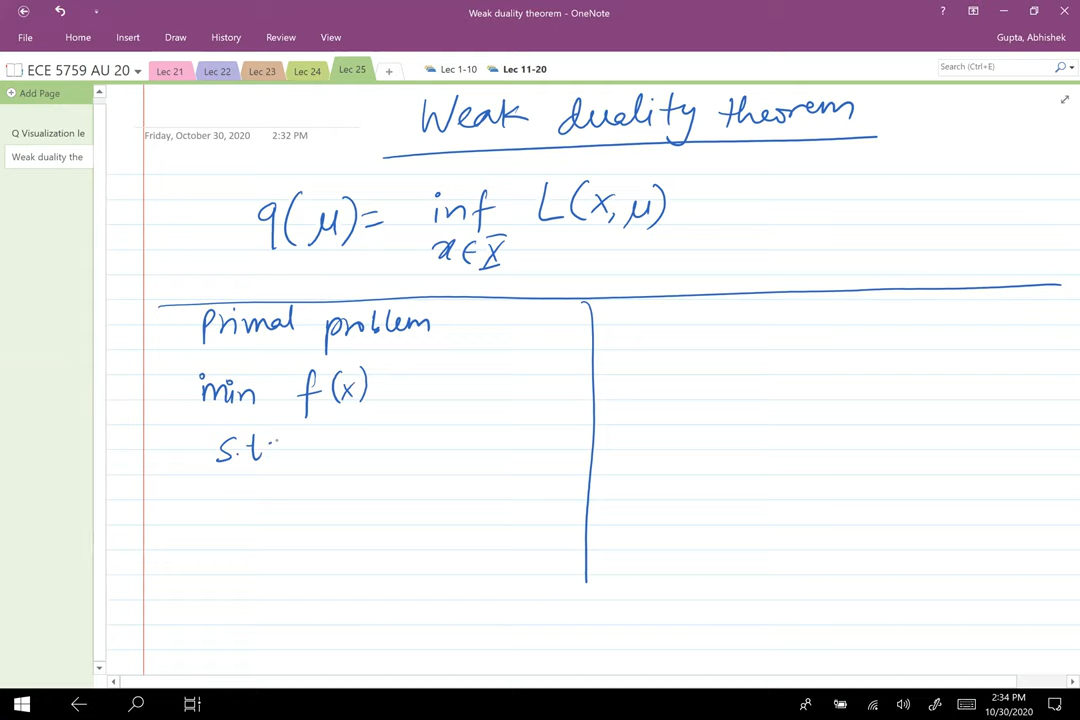 Weak duality theorem - OneNote
?
File Home Insert Draw History Review View
Gupta, Abhishek
ECE 5759 AU 20
Lec 21 Lec 22 Lec 23 Lec 24 Lec 25 + Lec 1-10 Lec 11-20
Search (Ctrl+E)
Add Page
Q Visualization le
Weak duality the
Weak duality theorem
Friday, October 30, 2020 2:32 PM
q(μ) = inf L(x, μ)
x ∈ X
Primal problem
min f(x)
s.t.
2:34 PM
10/30/2020